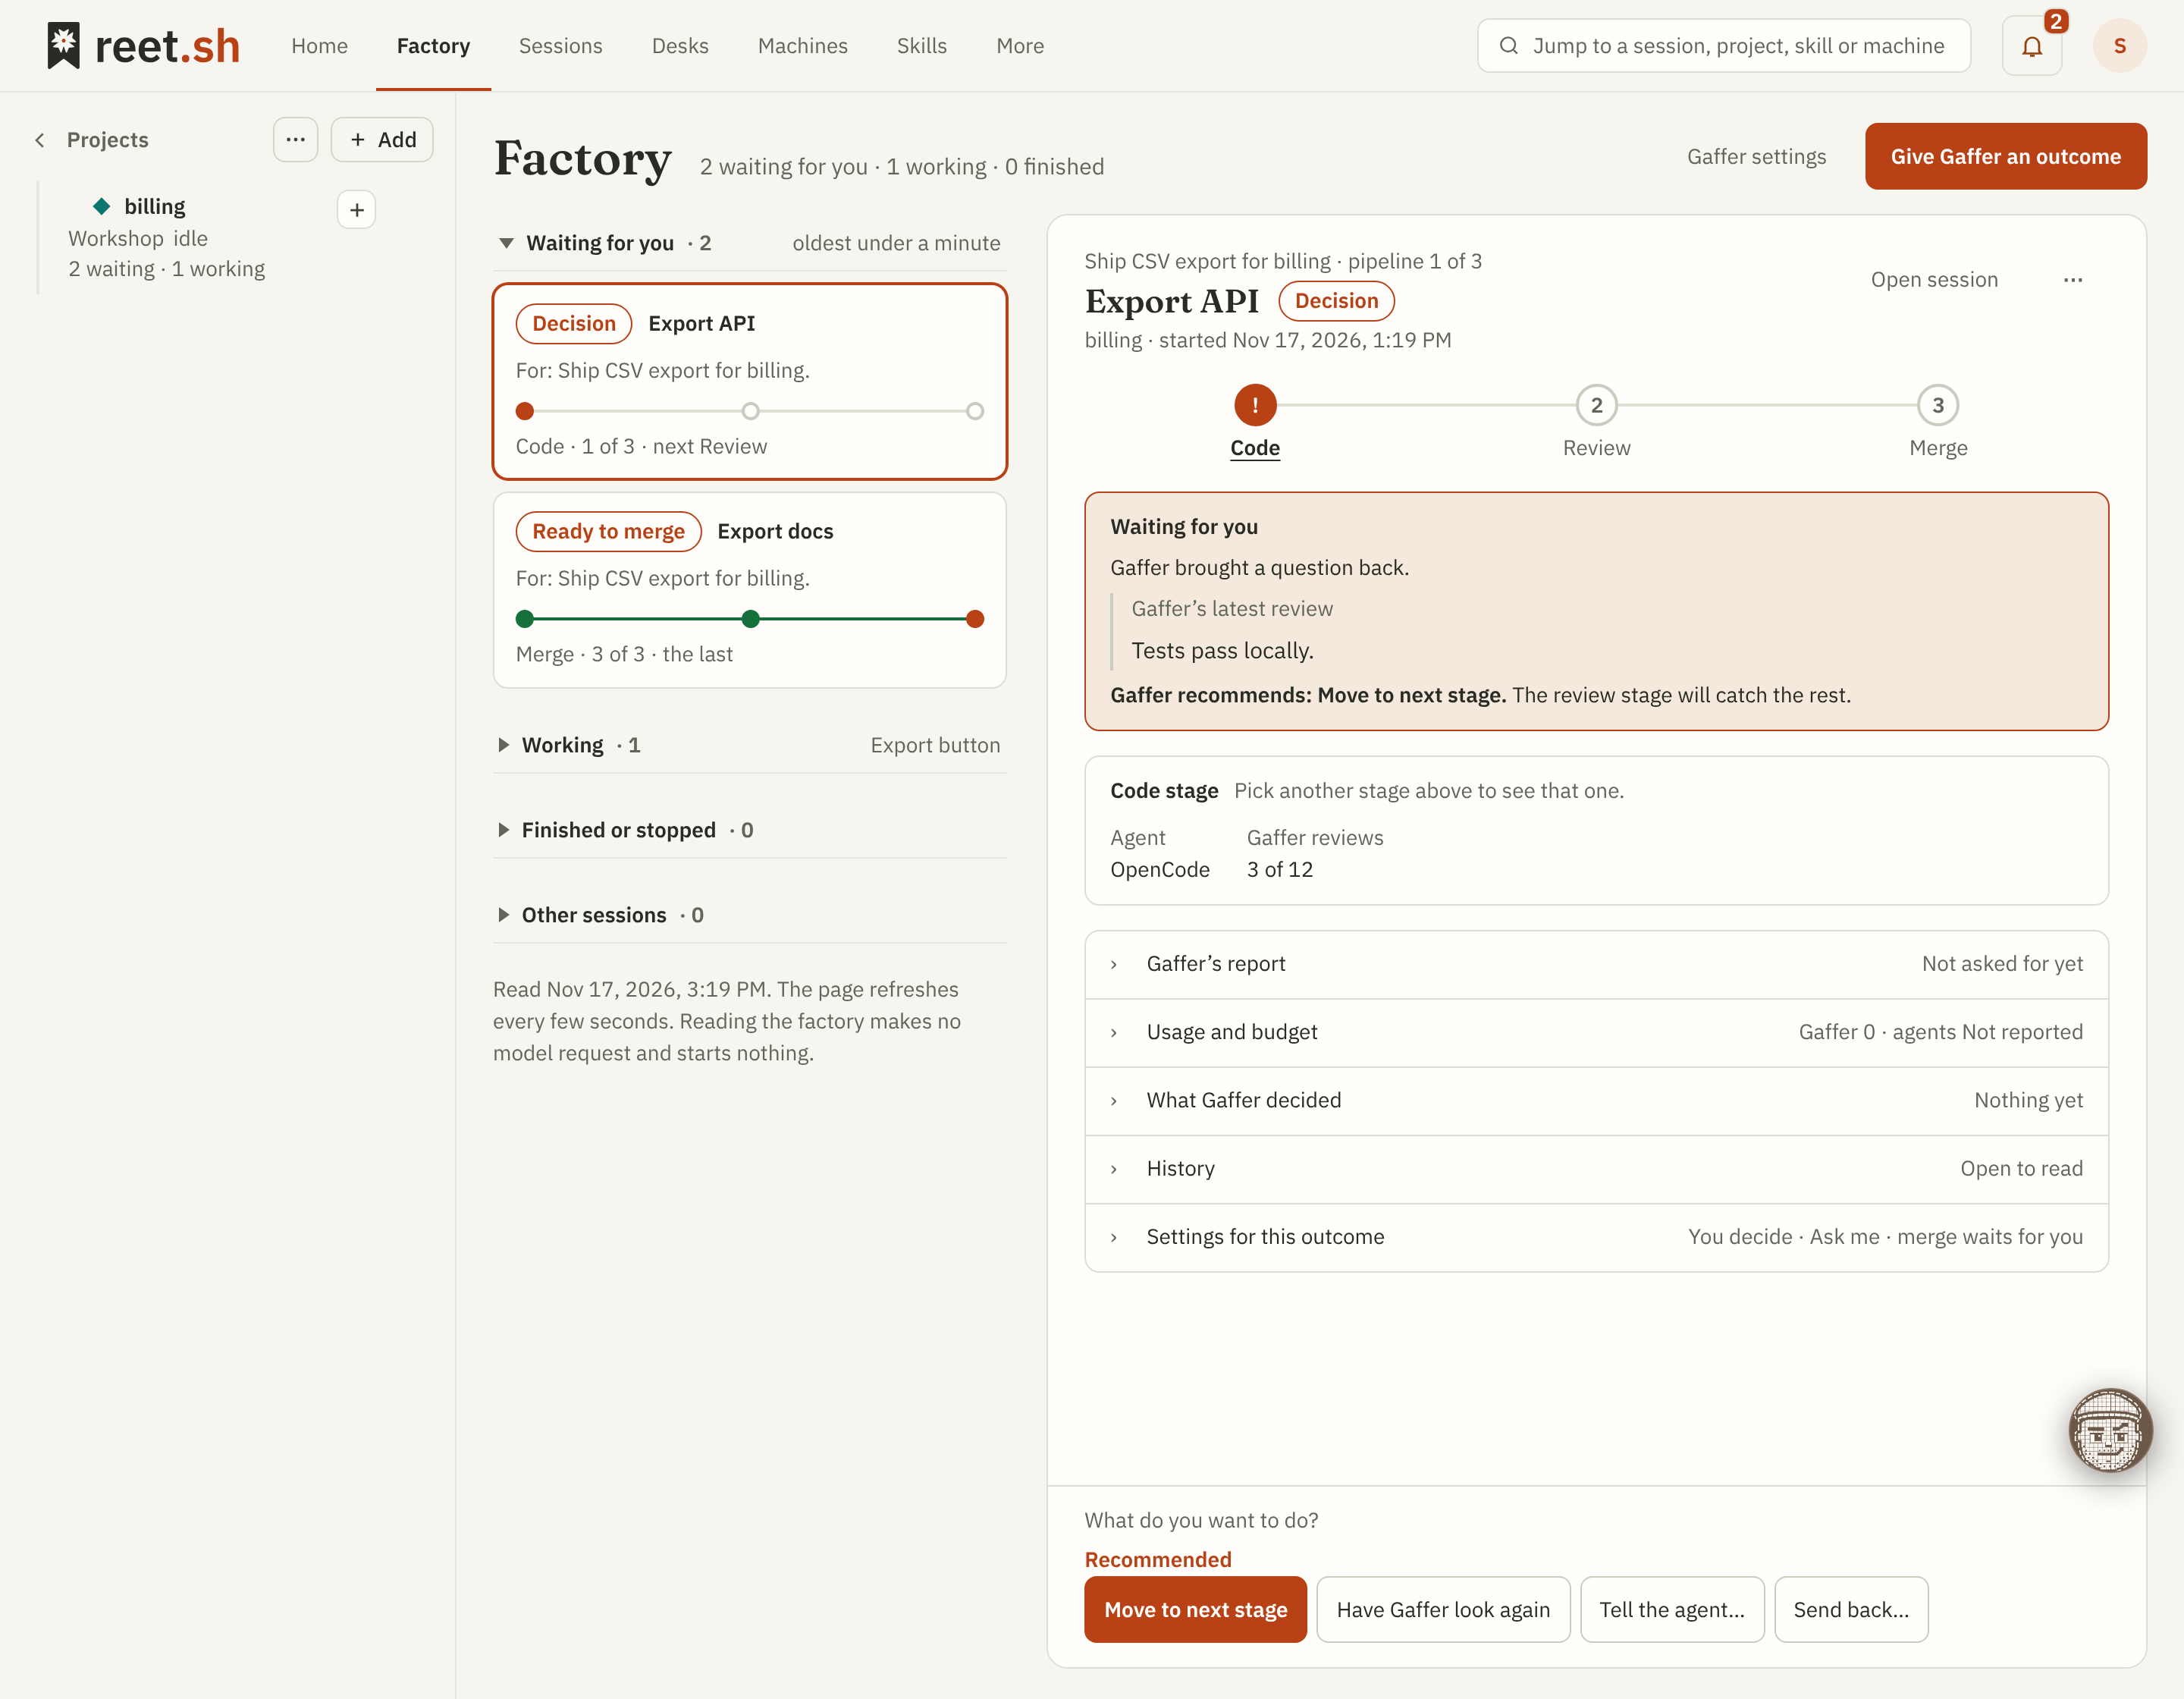 reet.sh
Home
Factory
Sessions
Desks
Machines
Skills
More
Jump to a session, project, skill or machine
2
S
Projects
Add
billing
Workshop idle
2 waiting · 1 working
Factory
2 waiting for you · 1 working · 0 finished
Gaffer settings
Give Gaffer an outcome
Waiting for you · 2
oldest under a minute
Decision
Export API
For: Ship CSV export for billing.
Code · 1 of 3 · next Review
Ready to merge
Export docs
For: Ship CSV export for billing.
Merge · 3 of 3 · the last
Working · 1
Export button
Finished or stopped · 0
Other sessions · 0
Read Nov 17, 2026, 3:19 PM. The page refreshes
every few seconds. Reading the factory makes no
model request and starts nothing.
Ship CSV export for billing · pipeline 1 of 3
Export API
Decision
billing · started Nov 17, 2026, 1:19 PM
Open session
!
2
3
Code
Review
Merge
Waiting for you
Gaffer brought a question back.
Gaffer’s latest review
Tests pass locally.
Gaffer recommends: Move to next stage. The review stage will catch the rest.
Code stage
Pick another stage above to see that one.
Agent
Gaffer reviews
OpenCode
3 of 12
Gaffer’s report
Not asked for yet
Usage and budget
Gaffer 0 · agents Not reported
What Gaffer decided
Nothing yet
History
Open to read
Settings for this outcome
You decide · Ask me · merge waits for you
What do you want to do?
Recommended
Move to next stage
Have Gaffer look again
Tell the agent...
Send back...